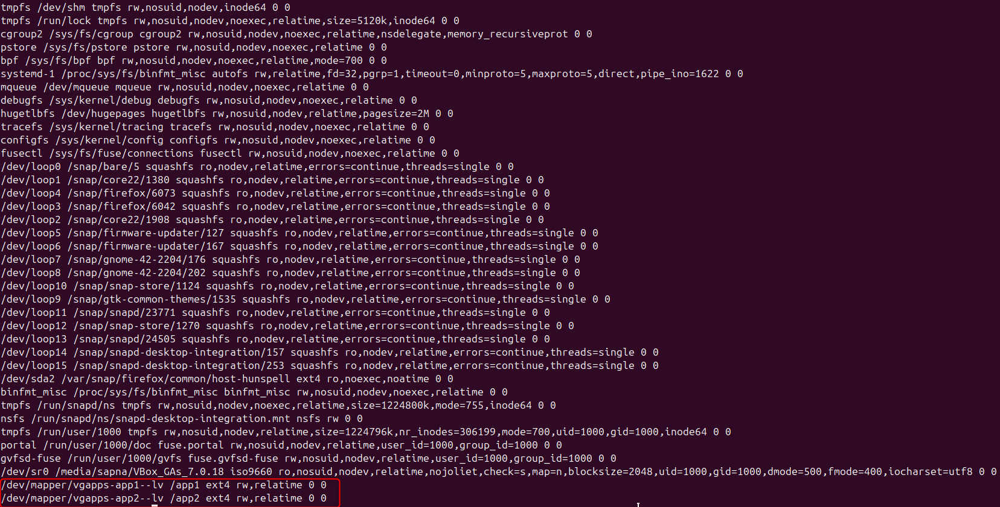 tmpfs /dev/shm tmpfs rw,nosuid,nodev,inode64 0 0
tmpfs /run/lock tmpfs rw,nosuid,nodev,noexec,relatime,size=5120k,inode64 0 0
cgroup2 /sys/fs/cgroup cgroup2 rw,nosuid,nodev,noexec,relatime,nsdelegate,memory_recursiveprot 0 0
pstore /sys/fs/pstore pstore rw,nosuid,nodev,noexec,relatime 0 0
bpf /sys/fs/bpf bpf rw,nosuid,nodev,noexec,relatime,mode=700 0 0
systemd-1 /proc/sys/fs/binfmt_misc autofs rw,relatime,fd=32,pgrp=1,timeout=0,minproto=5,maxproto=5,direct,pipe_ino=1622 0 0
mqueue /dev/mqueue mqueue rw,nosuid,nodev,noexec,relatime 0 0
debugfs /sys/kernel/debug debugfs rw,nosuid,nodev,noexec,relatime 0 0
hugetlbfs /dev/hugepages hugetlbfs rw,nosuid,nodev,relatime,pagesize=2M 0 0
tracefs /sys/kernel/tracing tracefs rw,nosuid,nodev,noexec,relatime 0 0
configfs /sys/kernel/config configfs rw,nosuid,nodev,noexec,relatime 0 0
fusectl /sys/fs/fuse/connections fusectl rw,nosuid,nodev,noexec,relatime 0 0
/dev/loop0 /snap/bare/5 squashfs ro,nodev,relatime,errors=continue,threads=single 0 0
/dev/loop1 /snap/core22/1380 squashfs ro,nodev,relatime,errors=continue,threads=single 0 0
/dev/loop4 /snap/firefox/6073 squashfs ro,nodev,relatime,errors=continue,threads=single 0 0
/dev/loop3 /snap/firefox/6042 squashfs ro,nodev,relatime,errors=continue,threads=single 0 0
/dev/loop2 /snap/core22/1908 squashfs ro,nodev,relatime,errors=continue,threads=single 0 0
/dev/loop5 /snap/firmware-updater/127 squashfs ro,nodev,relatime,errors=continue,threads=single 0 0
/dev/loop6 /snap/firmware-updater/167 squashfs ro,nodev,relatime,errors=continue,threads=single 0 0
/dev/loop7 /snap/gnome-42-2204/176 squashfs ro,nodev,relatime,errors=continue,threads=single 0 0
/dev/loop8 /snap/gnome-42-2204/202 squashfs ro,nodev,relatime,errors=continue,threads=single 0 0
/dev/loop10 /snap/snap-store/1124 squashfs ro,nodev,relatime,errors=continue,threads=single 0 0
/dev/loop9 /snap/gtk-common-themes/1535 squashfs ro,nodev,relatime,errors=continue,threads=single 0 0
/dev/loop11 /snap/snapd/23771 squashfs ro,nodev,relatime,errors=continue,threads=single 0 0
/dev/loop12 /snap/snap-store/1270 squashfs ro,nodev,relatime,errors=continue,threads=single 0 0
/dev/loop13 /snap/snapd/24505 squashfs ro,nodev,relatime,errors=continue,threads=single 0 0
/dev/loop14 /snap/snapd-desktop-integration/157 squashfs ro,nodev,relatime,errors=continue,threads=single 0 0
/dev/loop15 /snap/snapd-desktop-integration/253 squashfs ro,nodev,relatime,errors=continue,threads=single 0 0
/dev/sda2 /var/snap/firefox/common/host-hunspell ext4 ro,noexec,noatime 0 0
binfmt_misc /proc/sys/fs/binfmt_misc binfmt_misc rw,nosuid,nodev,noexec,relatime 0 0
tmpfs /run/snapd/ns tmpfs rw,nosuid,nodev,noexec,relatime,size=1224800k,mode=755,inode64 0 0
nsfs /run/snapd/ns/snapd-desktop-integration.mnt nsfs rw 0 0
tmpfs /run/user/1000 tmpfs rw,nosuid,nodev,relatime,size=1224796k,nr_inodes=306199,mode=700,uid=1000,gid=1000,inode64 0 0
portal /run/user/1000/doc fuse.portal rw,nosuid,nodev,relatime,user_id=1000,group_id=1000 0 0
gvfsd-fuse /run/user/1000/gvfs fuse.gvfsd-fuse rw,nosuid,nodev,relatime,user_id=1000,group_id=1000 0 0
/dev/sr0 /media/sapna/VBox_GAs_7.0.18 iso9660 ro,nosuid,nodev,relatime,nojoliet,check=s,map=n,blocksize=2048,uid=1000,gid=1000,dmode=500,fmode=400,iocharset=utf8 0 0
/dev/mapper/vgapps-app1--lv /app1 ext4 rw,relatime 0 0
/dev/mapper/vgapps-app2--lv /app2 ext4 rw,relatime 0 0